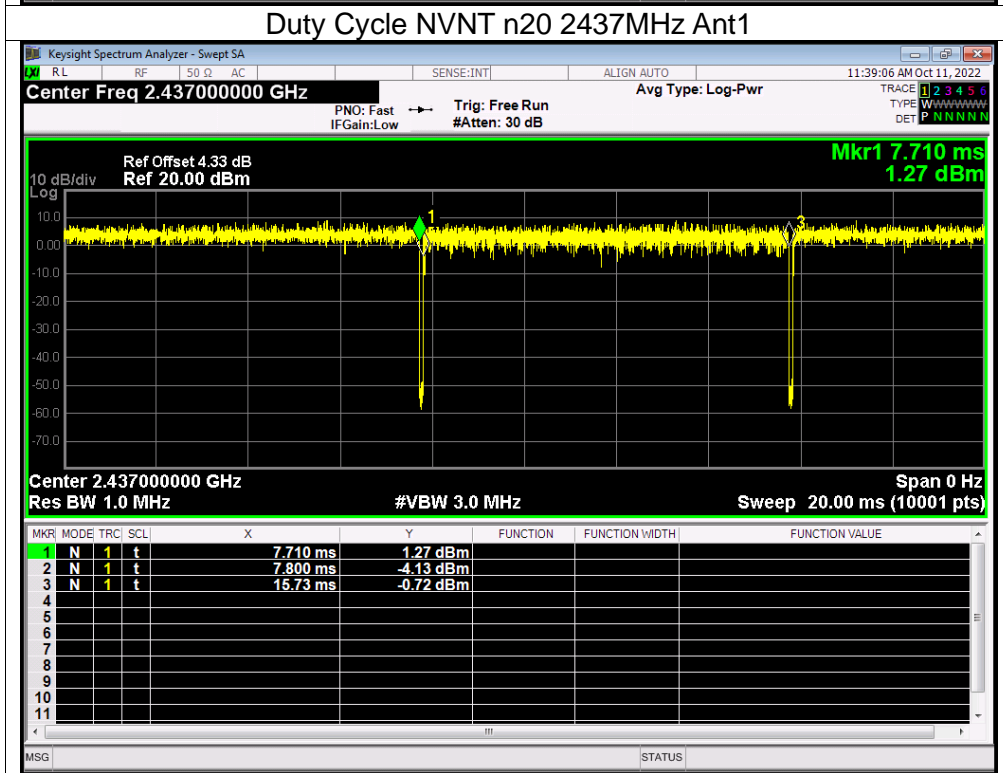 Duty Cycle NVNT n20 2437MHz Ant1
Keysight Spectrum Analyzer - Swept SA
LXI RL RF 50 Ω AC SENSE:INT ALIGN AUTO 11:39:06 AM Oct 11, 2022
Center Freq 2.437000000 GHz Avg Type: Log-Pwr TRACE 1 2 3 4 5 6
PNO: Fast Trig: Free Run TYPE WWWWWW
IFGain:Low #Atten: 30 dB DET P N N N N N
Mkr1 7.710 ms
Ref Offset 4.33 dB
10 dB/div Ref 20.00 dBm 1.27 dBm
Log
10.0
0.00
-10.0
-20.0
-30.0
-40.0
-50.0
-60.0
-70.0
1
3
Center 2.437000000 GHz Span 0 Hz
Res BW 1.0 MHz #VBW 3.0 MHz Sweep 20.00 ms (10001 pts)
MKR MODE TRC SCL X Y FUNCTION FUNCTION WIDTH FUNCTION VALUE
1 N 1 t 7.710 ms 1.27 dBm
2 N 1 t 7.800 ms -4.13 dBm
3 N 1 t 15.73 ms -0.72 dBm
4
5
6
7
8
9
10
11
MSG STATUS